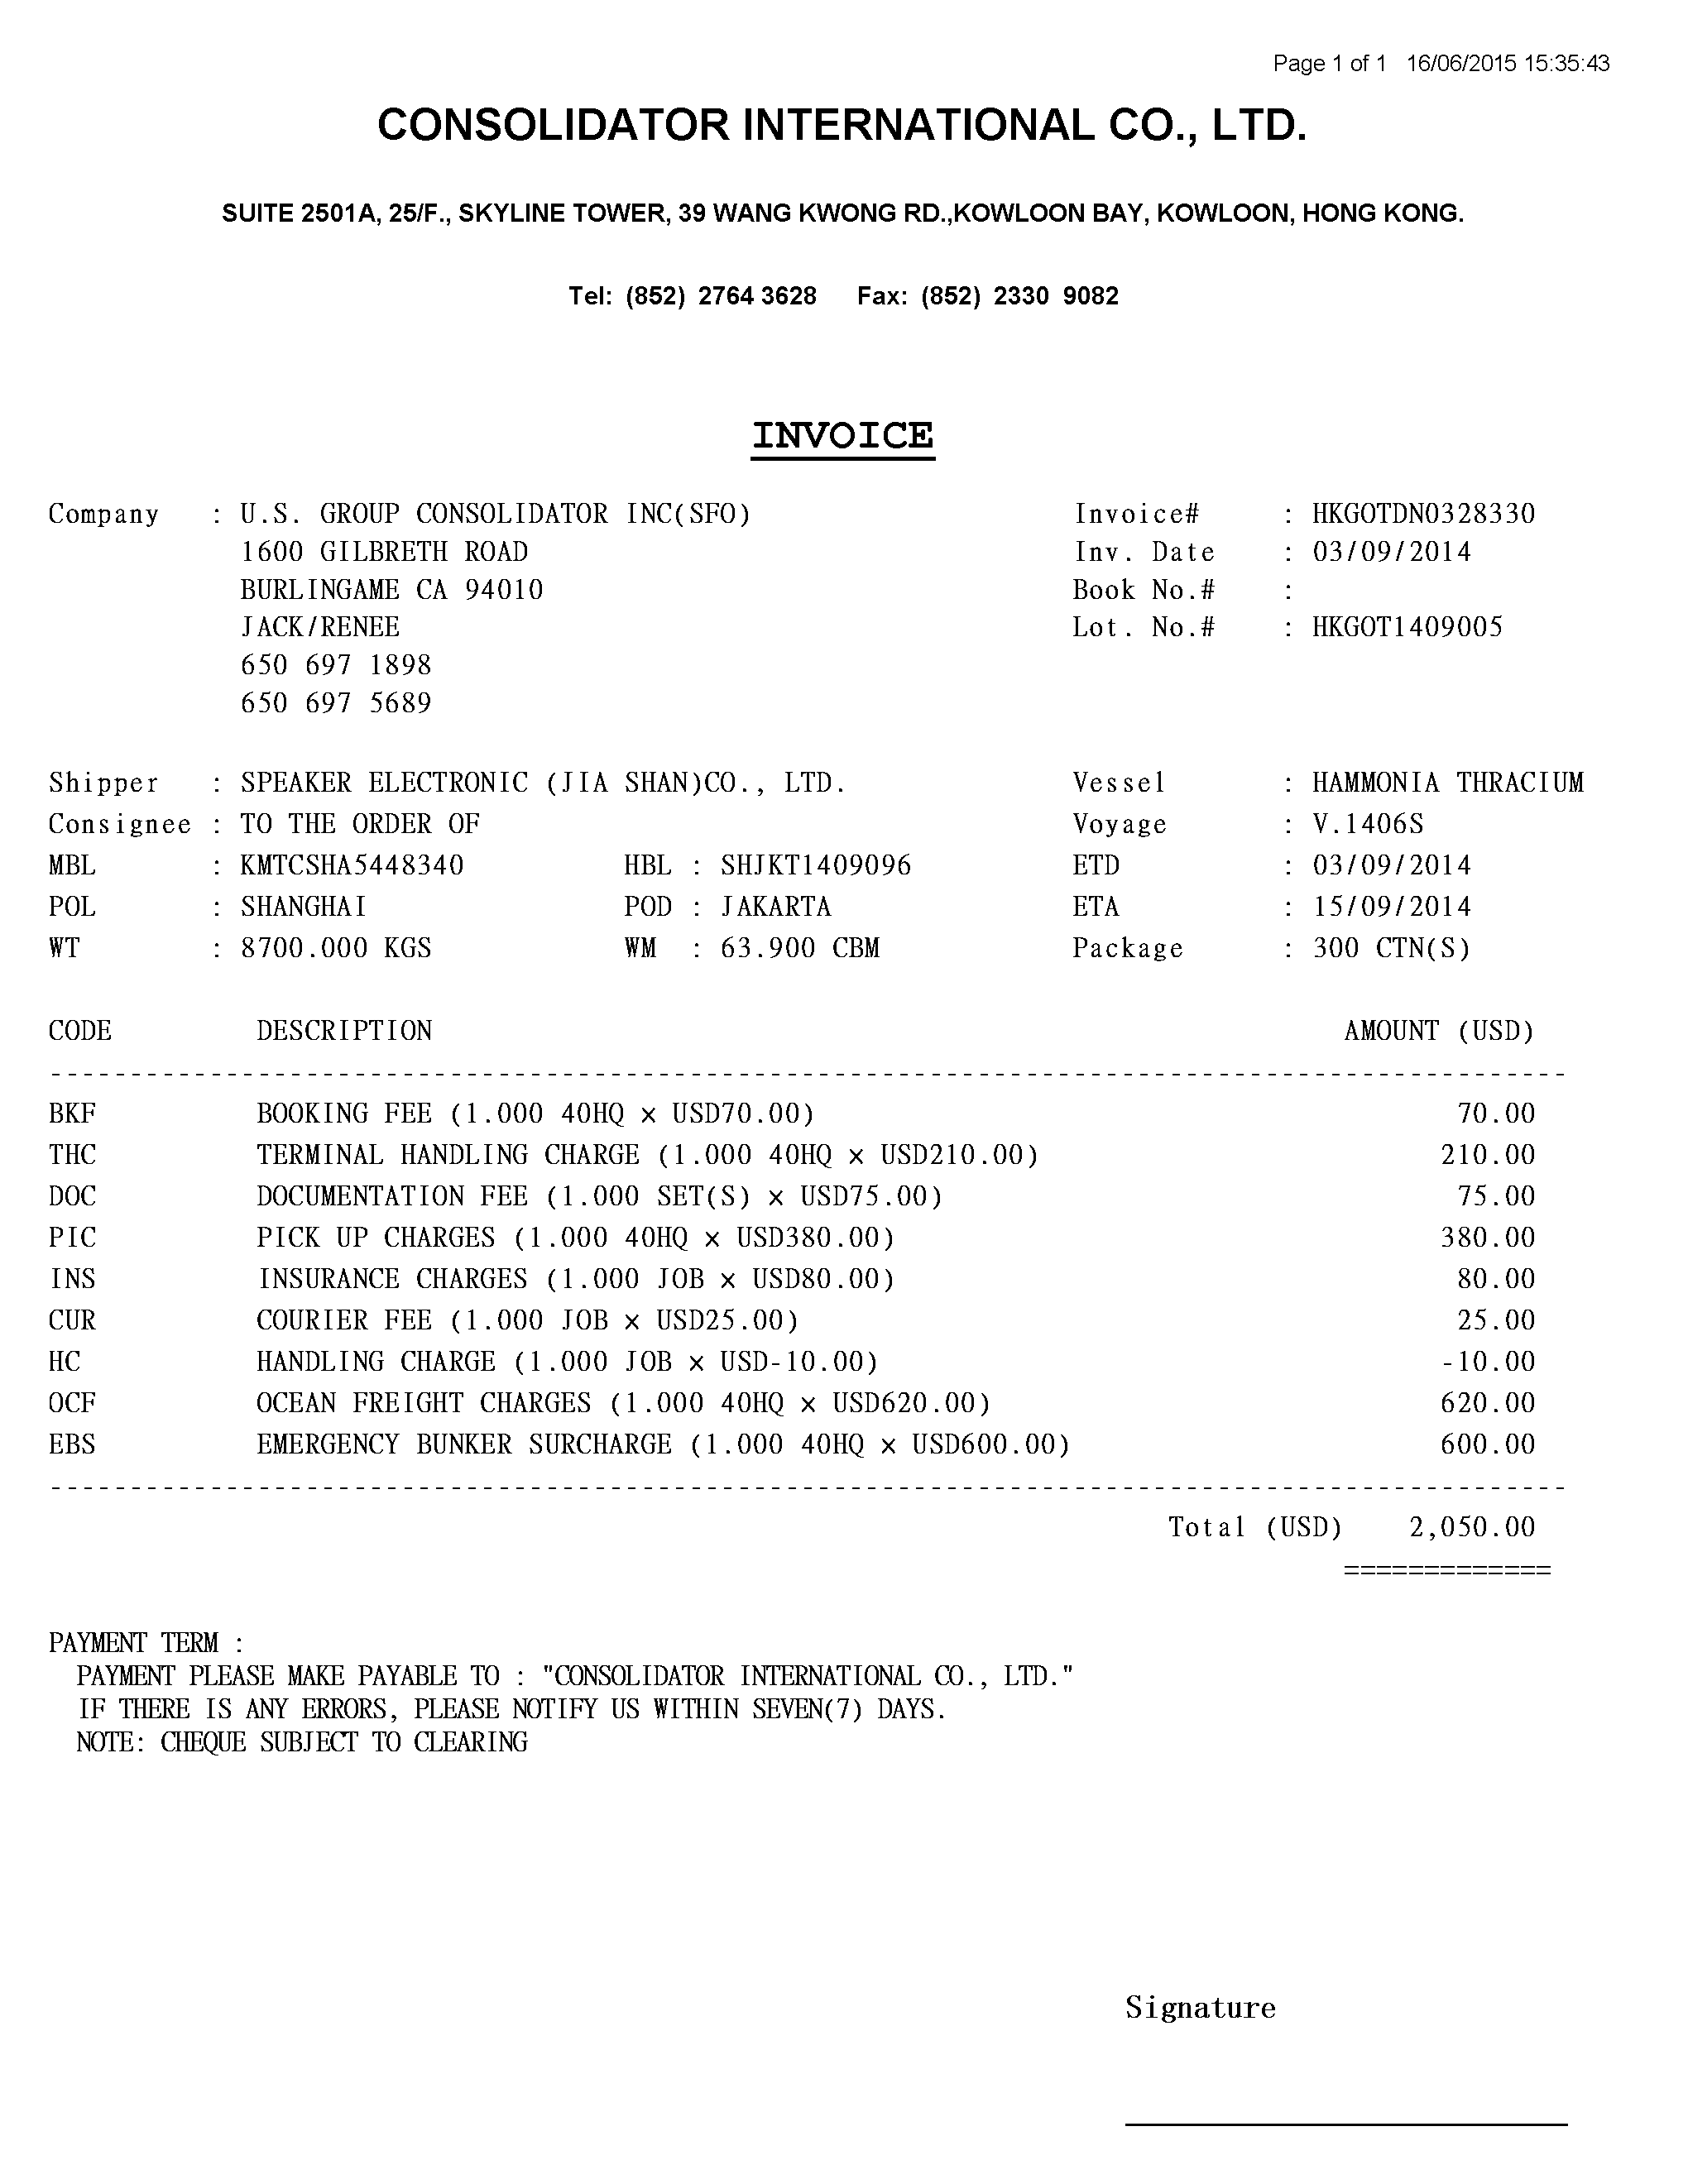 Page 1 of 1 16/06/2015 15:35:43
CONSOLIDATOR INTERNATIONAL CO., LTD.
SUITE 2501A, 25/F., SKYLINE TOWER, 39 WANG KWONG RD.,KOWLOON BAY, KOWLOON, HONG KONG.
Tel: (852) 2764 3628 Fax: (852) 2330 9082
INVOICE
Company : U.S. GROUP CONSOLIDATOR INC(SFO) Invoice# : HKGOTDN0328330
1600 GILBRETH ROAD Inv. Date : 03/09/2014
BURLINGAME CA 94010 Book No.# :
JACK/RENEE Lot. No.# : HKGOT1409005
650 697 1898
650 697 5689
Shipper : SPEAKER ELECTRONIC (JIA SHAN)CO., LTD. Vessel : HAMMONIA THRACIUM
Consignee : TO THE ORDER OF Voyage : V.1406S
MBL : KMTCSHA5448340 HBL : SHJKT1409096 ETD : 03/09/2014
POL : SHANGHAI POD : JAKARTA ETA : 15/09/2014
WT : 8700.000 KGS WM : 63.900 CBM Package : 300 CTN(S)
CODE DESCRIPTION AMOUNT (USD)
BKF BOOKING FEE (1.000 40HQ × USD70.00) 70.00
THC TERMINAL HANDLING CHARGE (1.000 40HQ × USD210.00) 210.00
DOC DOCUMENTATION FEE (1.000 SET(S) × USD75.00) 75.00
PIC PICK UP CHARGES (1.000 40HQ × USD380.00) 380.00
INS INSURANCE CHARGES (1.000 JOB × USD80.00) 80.00
CUR COURIER FEE (1.000 JOB × USD25.00) 25.00
HC HANDLING CHARGE (1.000 JOB × USD-10.00) -10.00
OCF OCEAN FREIGHT CHARGES (1.000 40HQ × USD620.00) 620.00
EBS EMERGENCY BUNKER SURCHARGE (1.000 40HQ × USD600.00) 600.00
Total (USD) 2,050.00
=============
PAYMENT TERM :
PAYMENT PLEASE MAKE PAYABLE TO : "CONSOLIDATOR INTERNATIONAL CO., LTD."
IF THERE IS ANY ERRORS, PLEASE NOTIFY US WITHIN SEVEN(7) DAYS.
NOTE: CHEQUE SUBJECT TO CLEARING
Signature